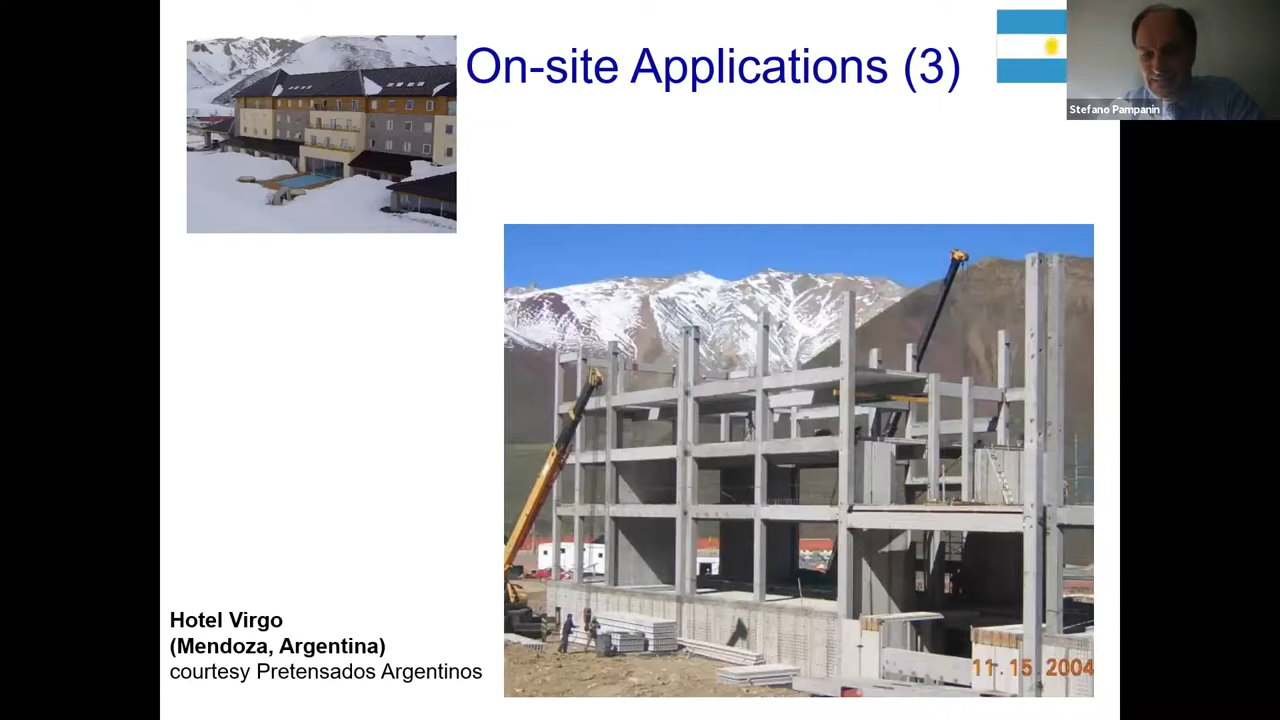 On-site Applications (3)
Stefano Pampanin
Hotel Virgo
(Mendoza, Argentina)
courtesy Pretensados Argentinos
11.15.2004